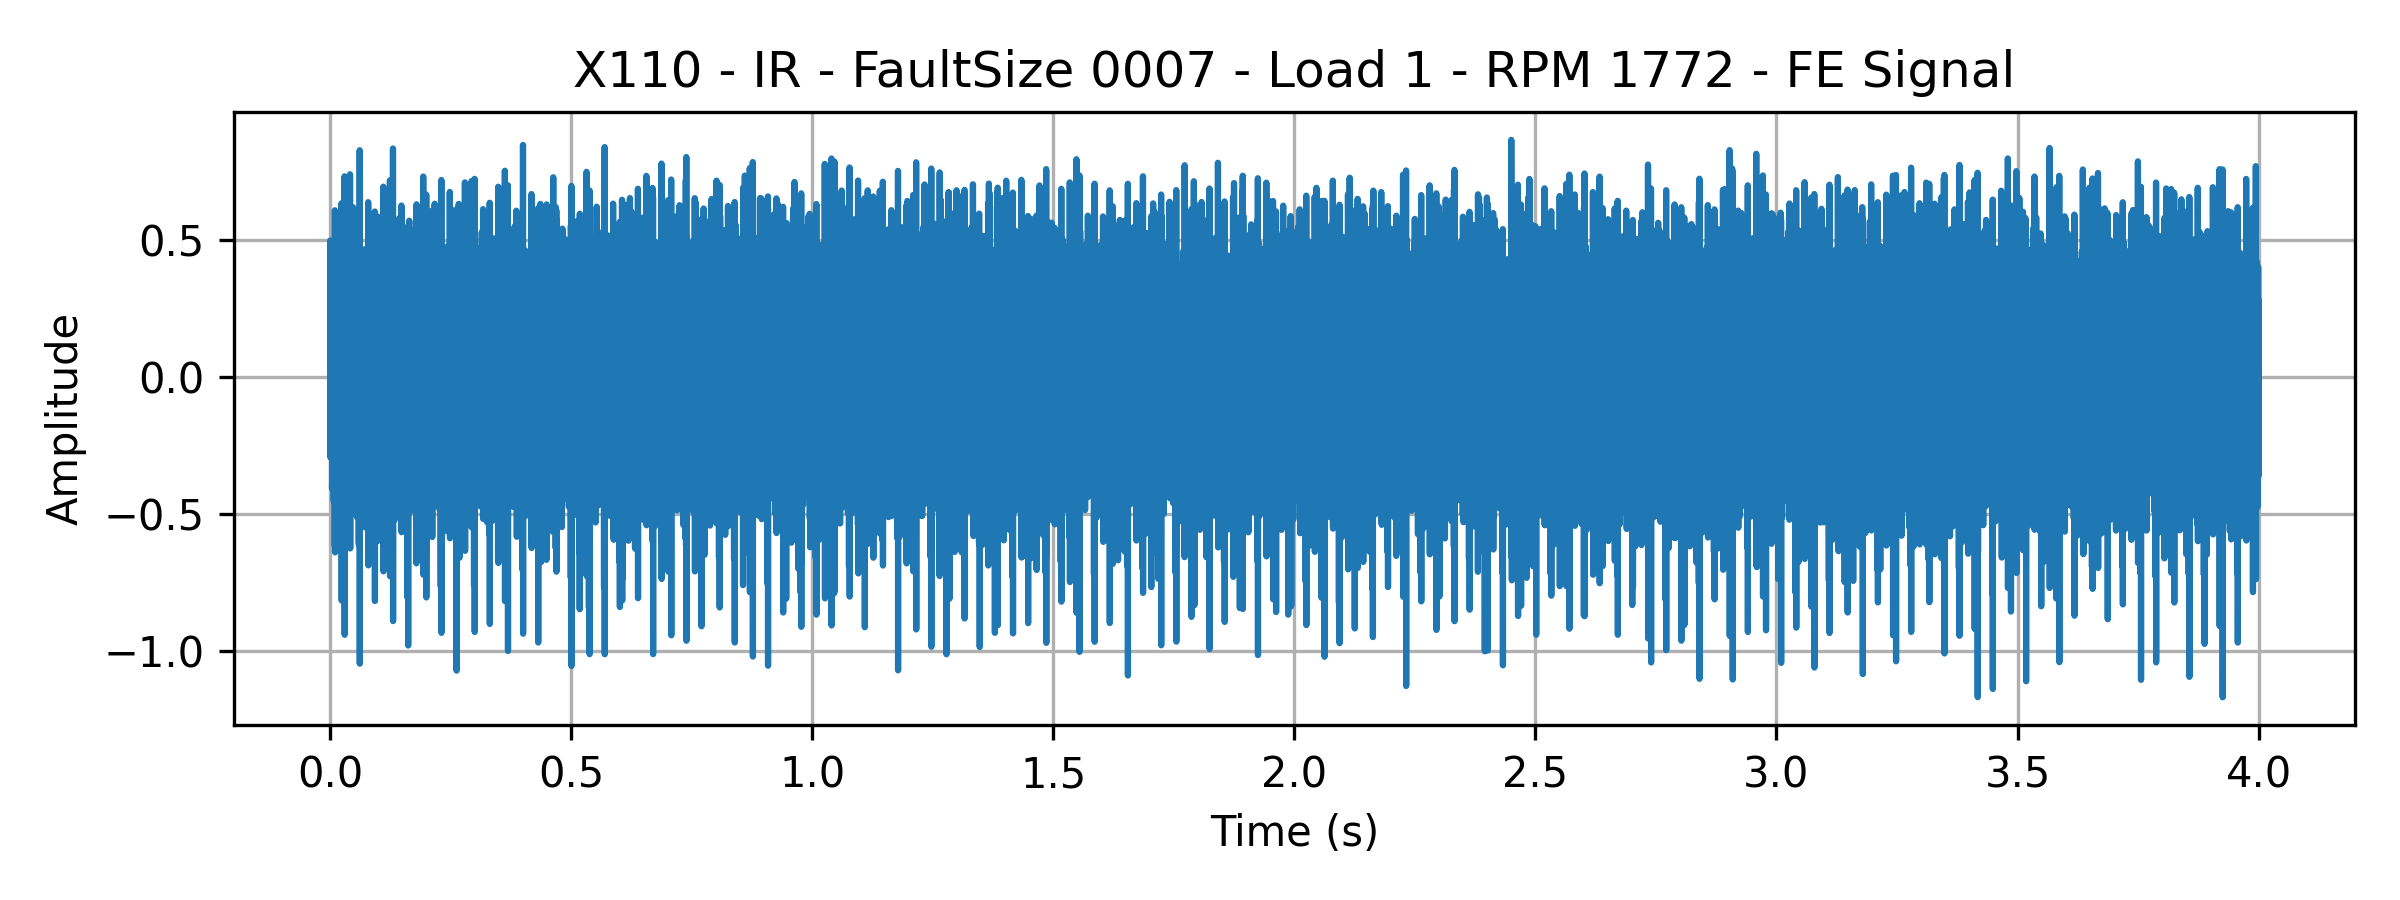 X110 - IR - FaultSize 0007 - Load 1 - RPM 1772 - FE Signal
Amplitude
0.5
0.0
−0.5
−1.0
0.0 0.5 1.0 1.5 2.0 2.5 3.0 3.5 4.0
Time (s)